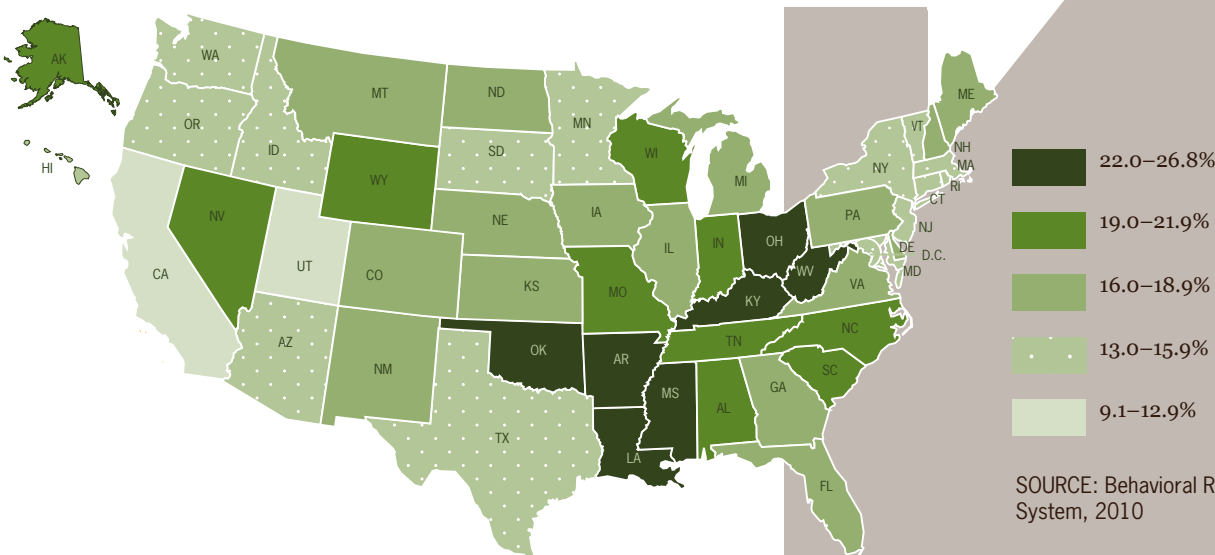 AK
WA
MT
ND
MN
ME
VT
OR
ID
SD
WI
NY
NH
MA
HI
WY
MI
RI
CT
NV
NE
IA
PA
NJ
CA
UT
CO
KS
IL
IN
OH
WV
DE
D.C.
MD
VA
MO
KY
AZ
NM
OK
AR
TN
NC
TX
MS
AL
GA
SC
LA
FL
22.0–26.8%
19.0–21.9%
16.0–18.9%
13.0–15.9%
9.1–12.9%
SOURCE: Behavioral R
System, 2010